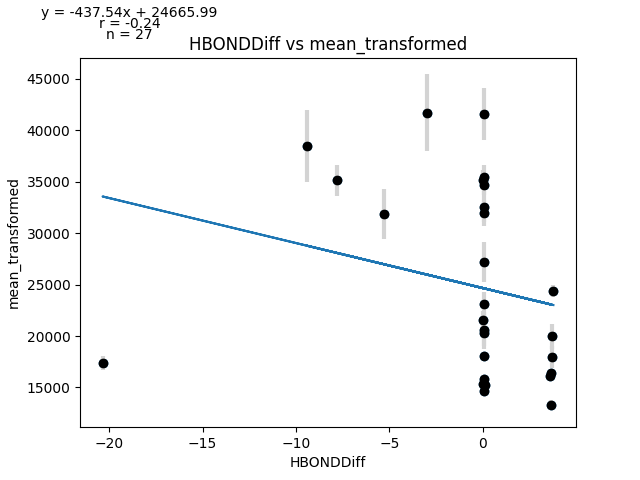 y = -437.54x + 24665.99
r = -0.24
n = 27
HBONDDiff vs mean_transformed
45000
40000
35000
30000
25000
20000
15000
mean_transformed
−20
−15
−10
−5
0
HBONDDiff